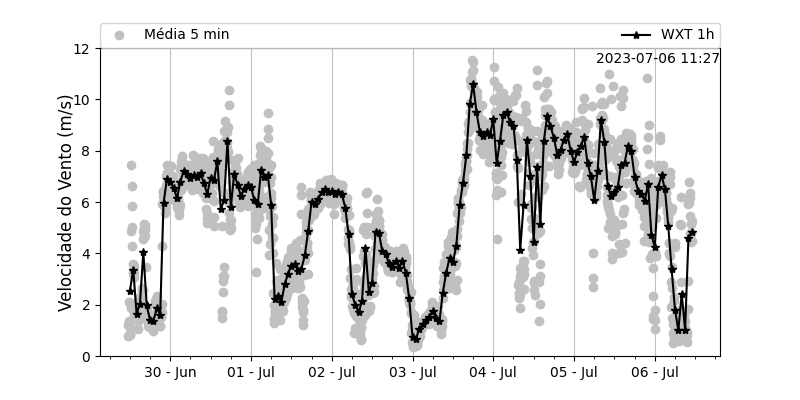 Média 5 min
WXT 1h
2023-07-06 11:27
Velocidade do Vento (m/s)
12
10
8
6
4
2
0
30 - Jun
01 - Jul
02 - Jul
03 - Jul
04 - Jul
05 - Jul
06 - Jul